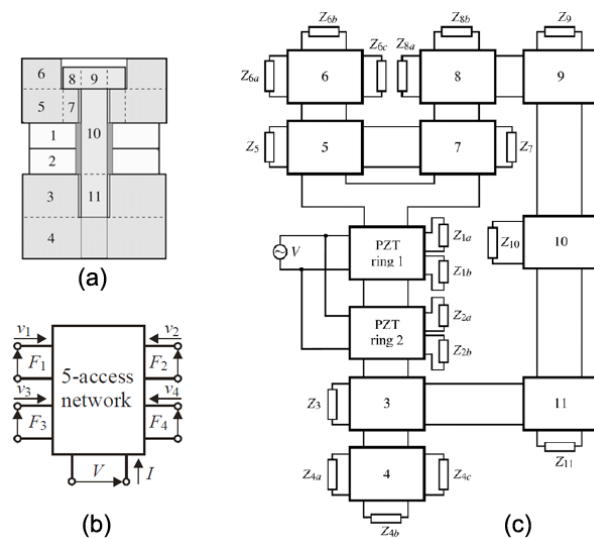 6 8 9
5 7
10
1
2
3 11
4
(a)
v1 v2
F1 5-access F2
v3 network v4
F3 F4
V I
(b)
Z6b Z8b Z9
Z6a 6 Z6c Z8a 8 9
Z5 5 7 Z7
V PZT Z1a
ring 1 Z1b
Z10 10
PZT Z2a
ring 2 Z2b
Z3 3 11
Z11
Z4a 4 Z4c
Z4b
(c)